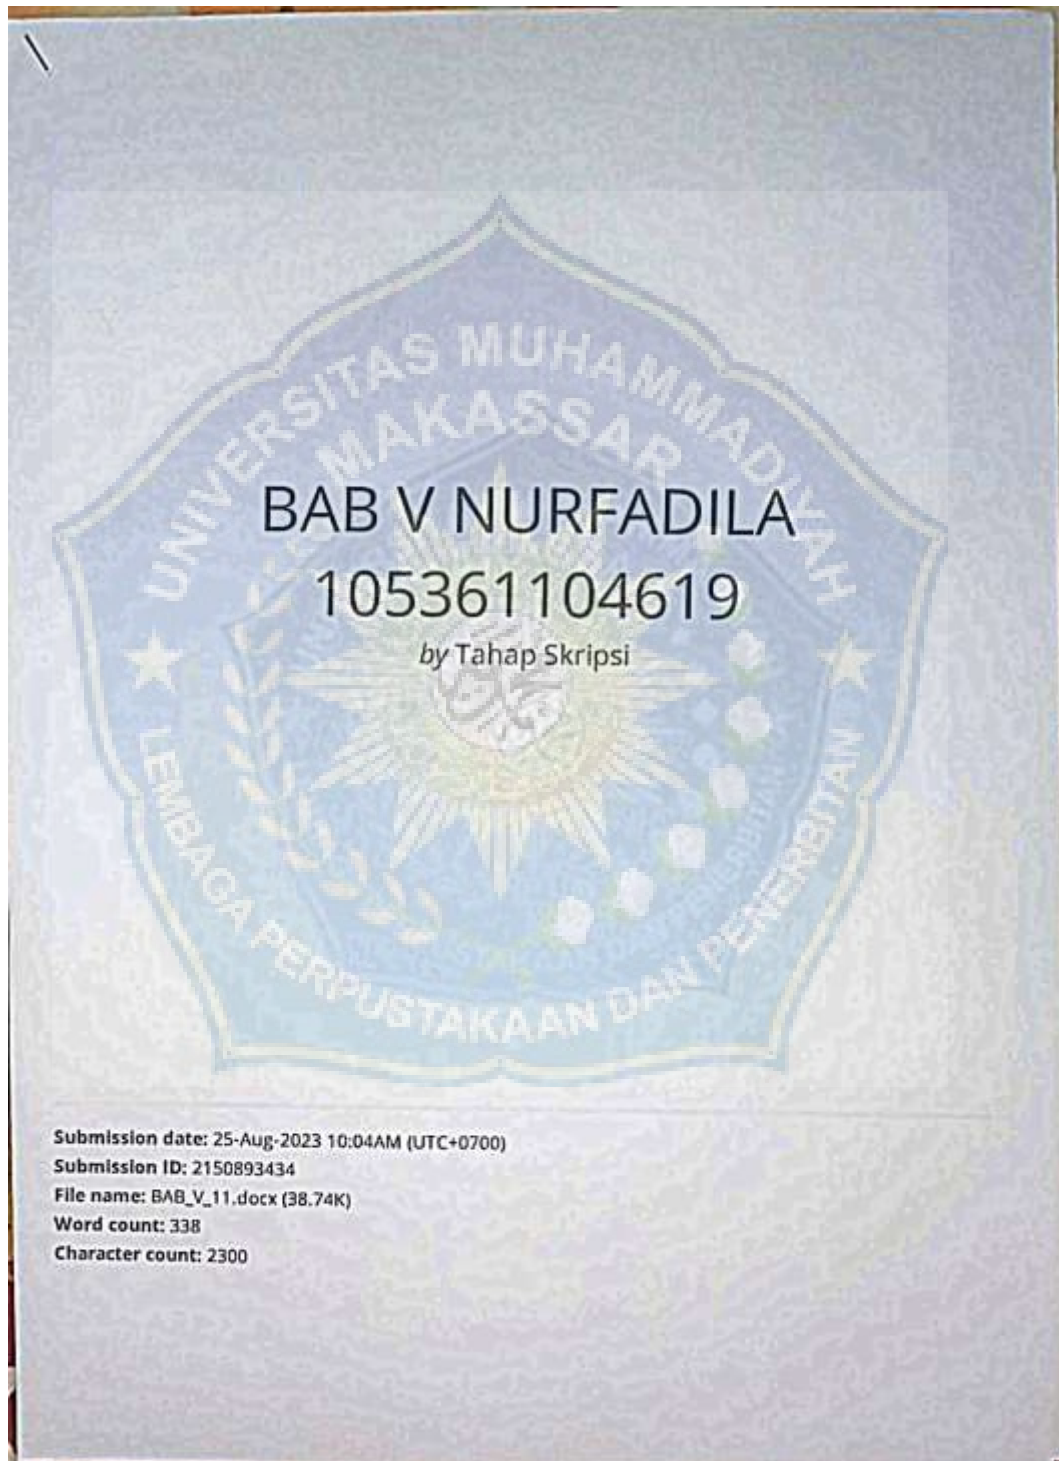 \
UNIVERSITAS MUHAMMADIYAH
MAKASSAR
BAB V NURFADILA
105361104619
by Tahap Skripsi
LEMBAGA PERPUSTAKAAN DAN PENERBITAN
Submission date: 25-Aug-2023 10:04AM (UTC+0700)
Submission ID: 2150893434
File name: BAB_V_11.docx (38.74K)
Word count: 338
Character count: 2300